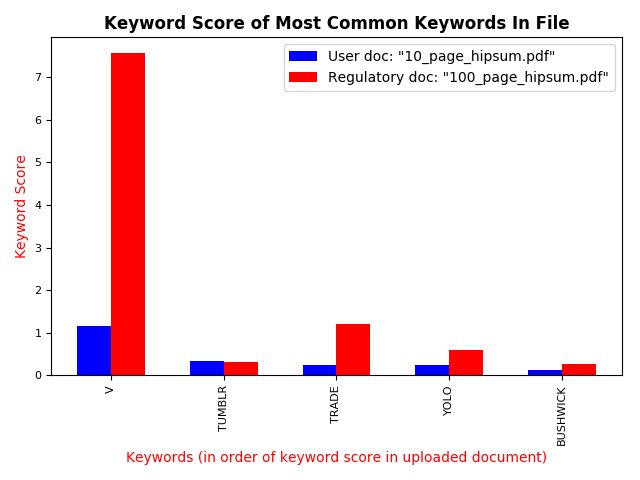 Keyword Score of Most Common Keywords In File
User doc: "10_page_hipsum.pdf"
Regulatory doc: "100_page_hipsum.pdf"
Keyword Score
7
6
5
4
3
2
1
0
V
TUMBLR
TRADE
YOLO
BUSHWICK
Keywords (in order of keyword score in uploaded document)